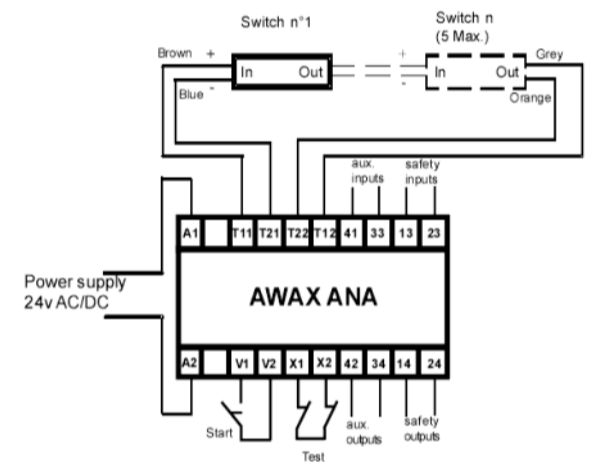 Switch n°1
Switch n
(5 Max.)
Brown +
+
Grey
In Out
In Out
Blue -
-
Orange
aux.
inputs
safety
inputs
A1 T11 T21 T22 T12 41 33 13 23
Power supply
24v AC/DC
AWAX ANA
A2 V1 V2 X1 X2 42 34 14 24
Start
aux.
outputs
safety
outputs
Test